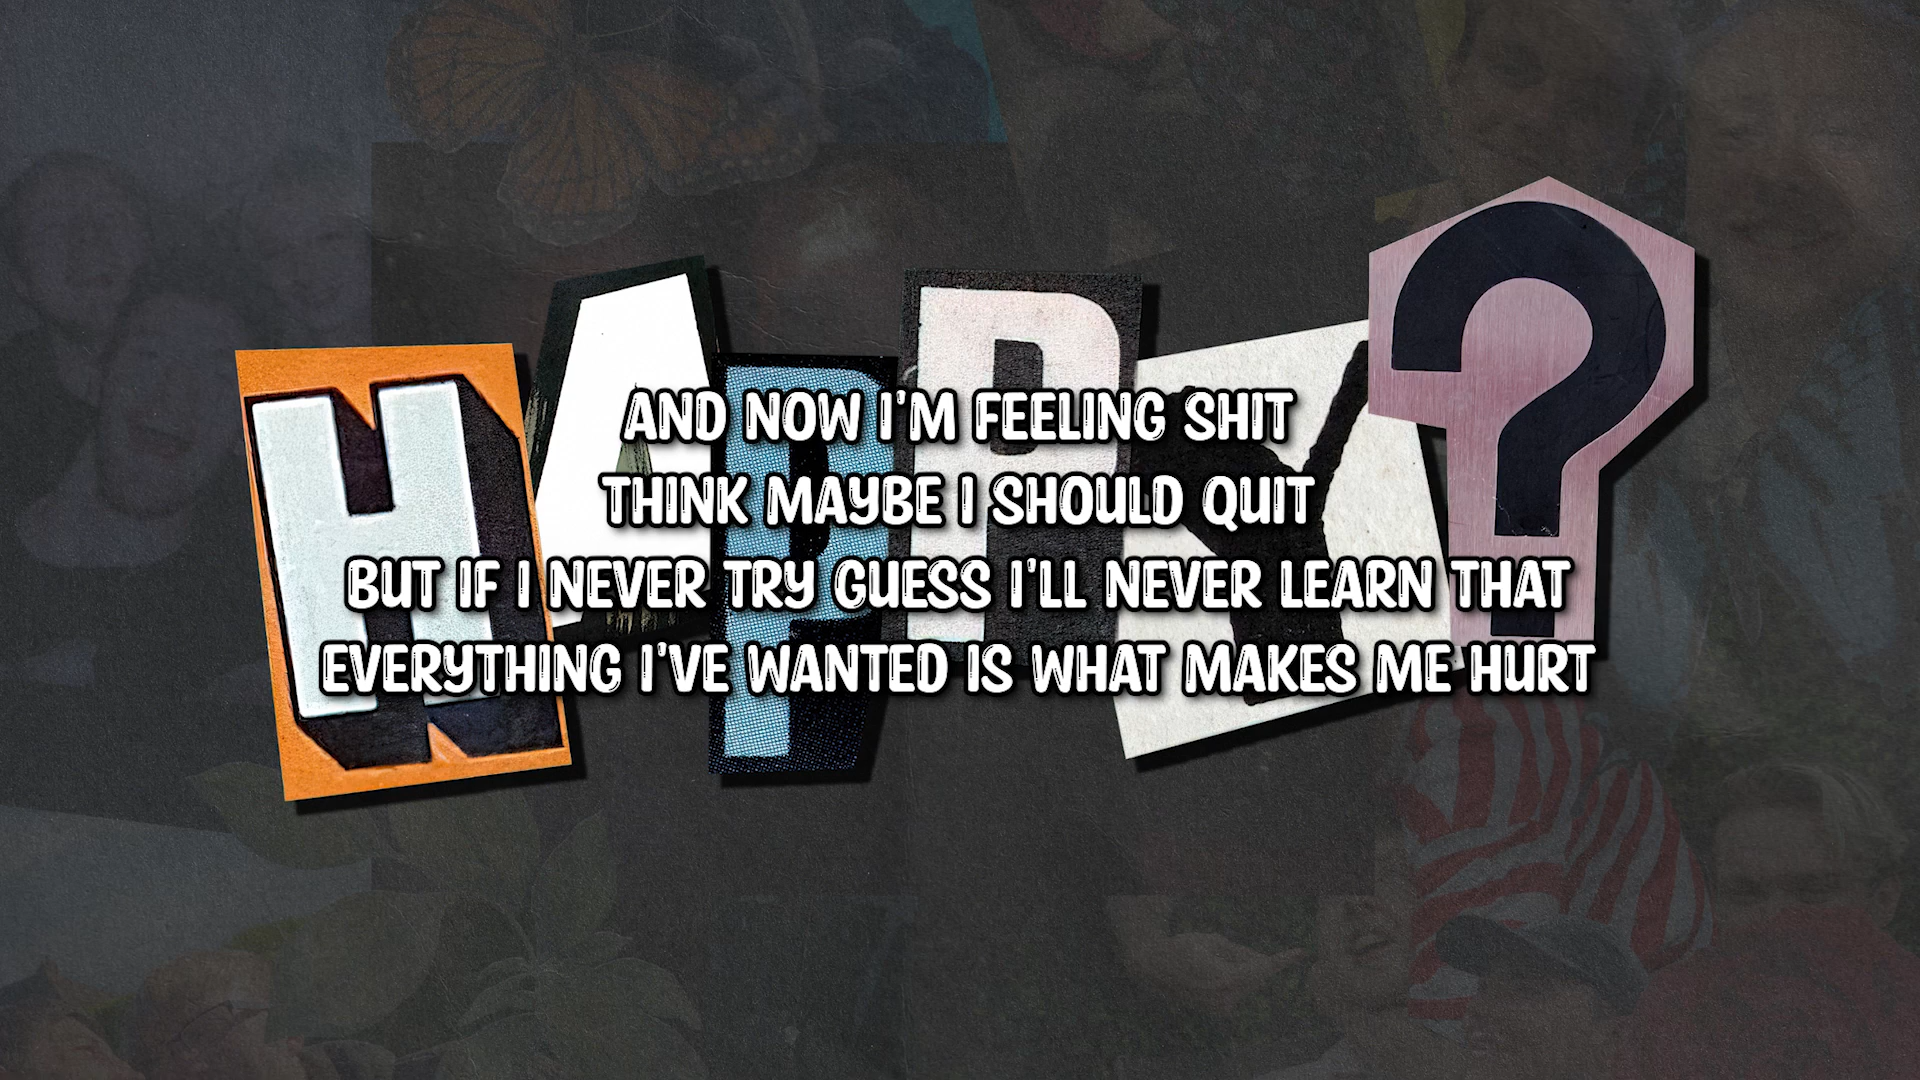 HAPPY?
AND NOW I'M FEELING SHIT
THINK MAYBE I SHOULD QUIT
BUT IF I NEVER TRY GUESS I'LL NEVER LEARN THAT
EVERYTHING I'VE WANTED IS WHAT MAKES ME HURT